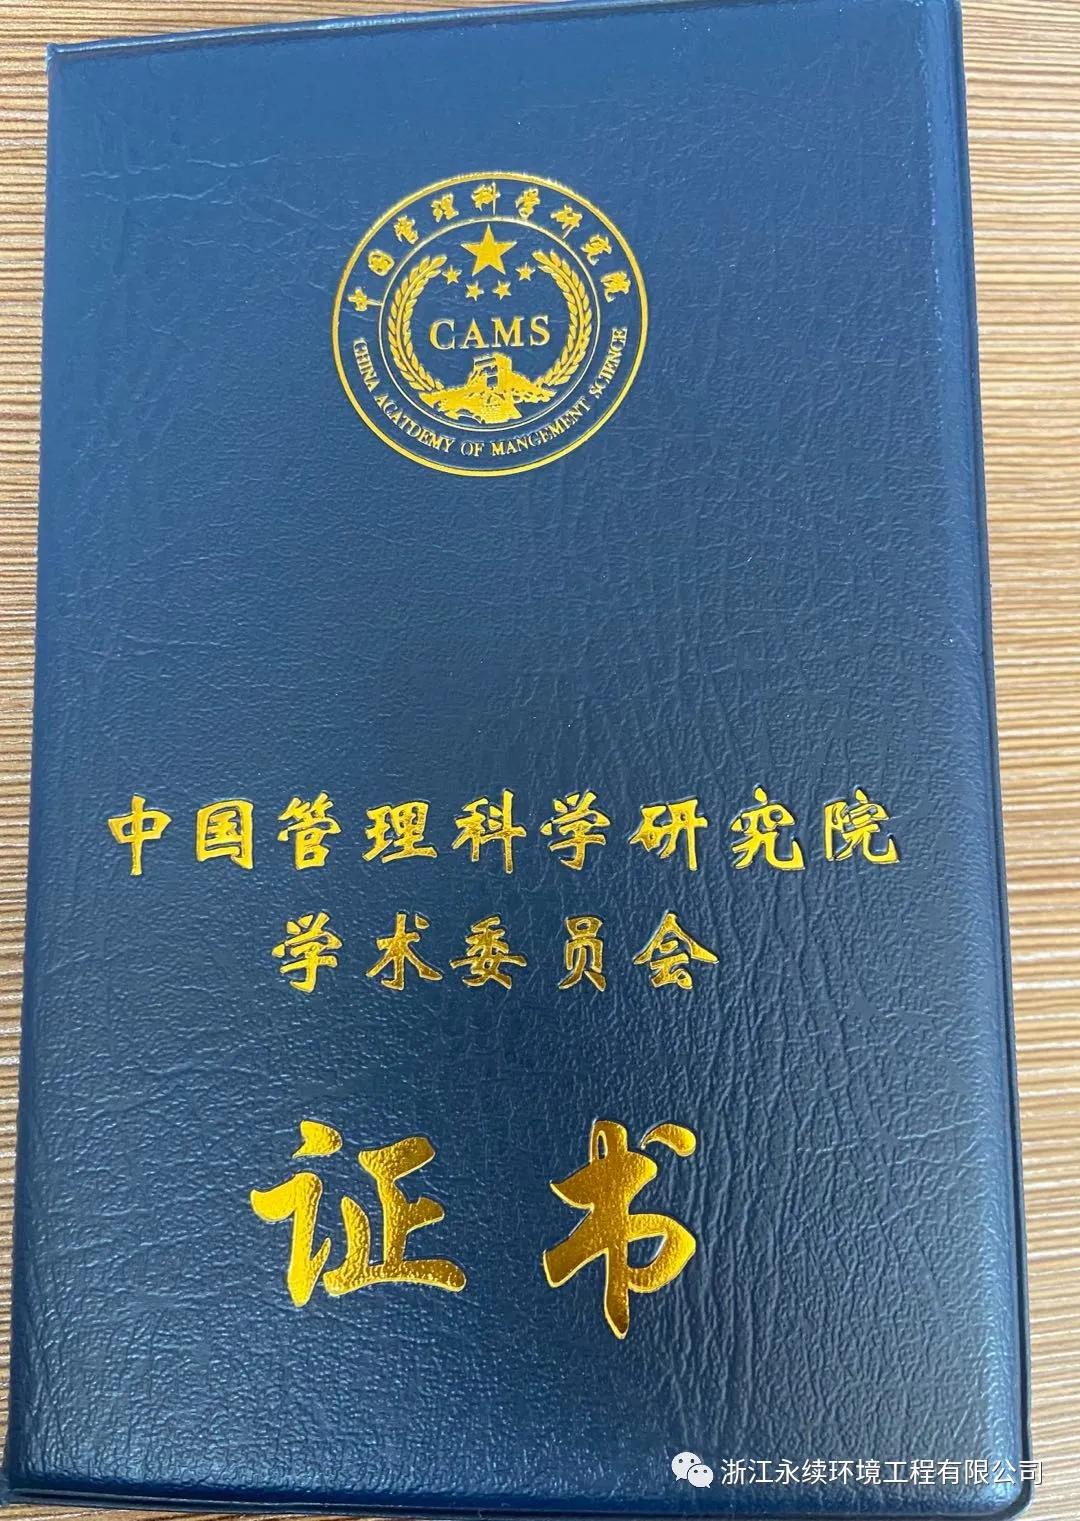 中国管理科学研究院
CAMS
CHINA ACATDEMY OF MANGEMENT SCIENCE
中国管理科学研究院
学术委员会
证书
浙江永续环境工程有限公司